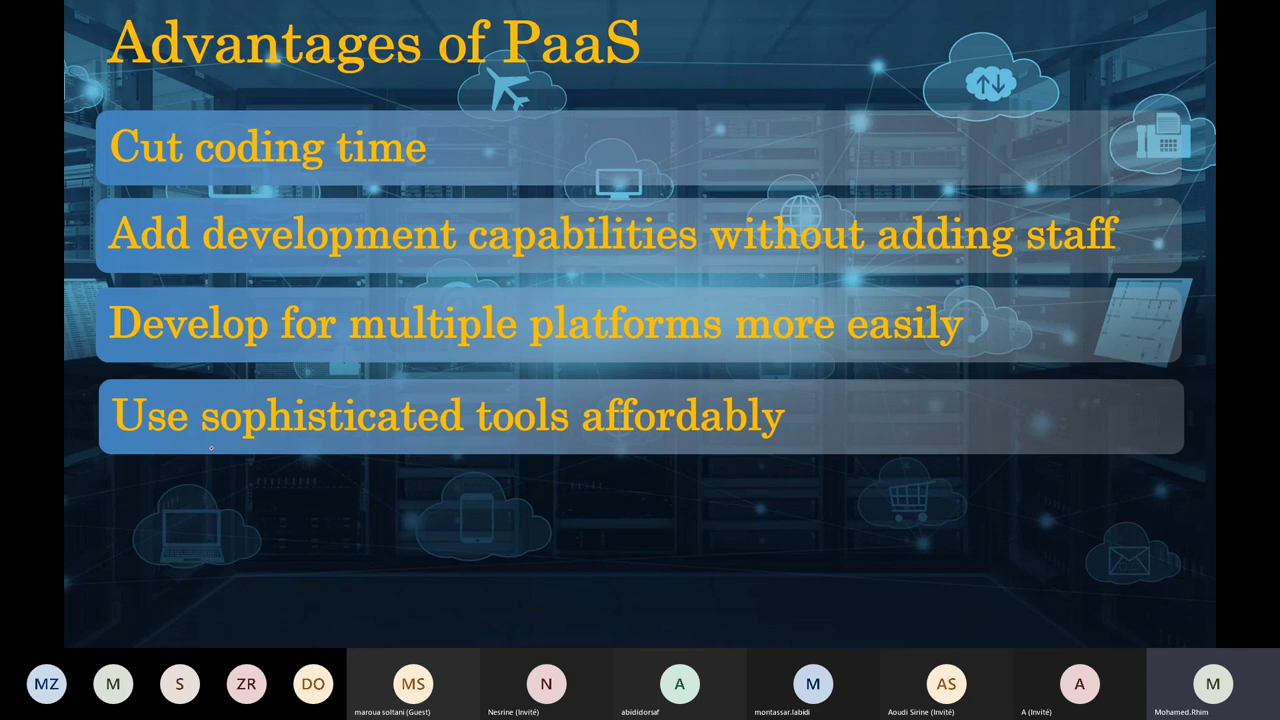 Advantages of PaaS
Cut coding time
Add development capabilities without adding staff
Develop for multiple platforms more easily
Use sophisticated tools affordably
MZ
M
S
ZR
DO
MS
N
A
M
AS
A
M
maroua soltani (Guest)
Nesrine (Invité)
abididorsaf
montassar.labidi
Aoudi Sirine (Invité)
A (Invité)
Mohamed.Rhim